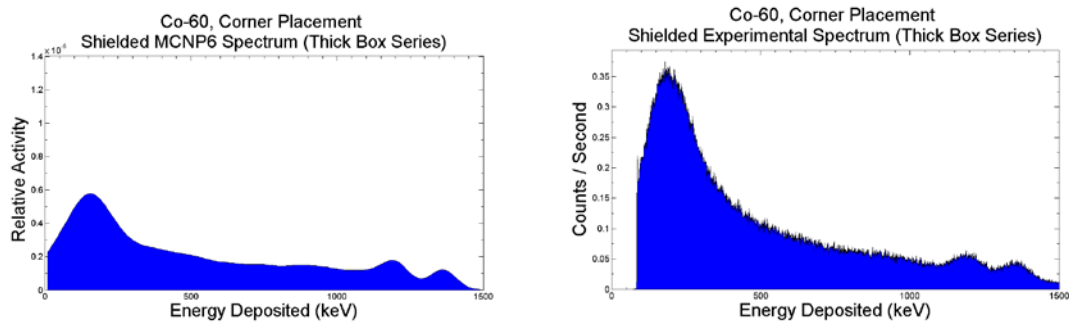 Co-60, Corner Placement
Shielded MCNP6 Spectrum (Thick Box Series)
1.4 × 10
1.2
1
0.8
0.6
0.4
0.2
0
0
500
1000
1500
Relative Activity
Energy Deposited (keV)
Co-60, Corner Placement
Shielded Experimental Spectrum (Thick Box Series)
0.35
0.3
0.25
0.2
0.15
0.1
0.05
0
0
500
1000
1500
Counts / Second
Energy Deposited (keV)